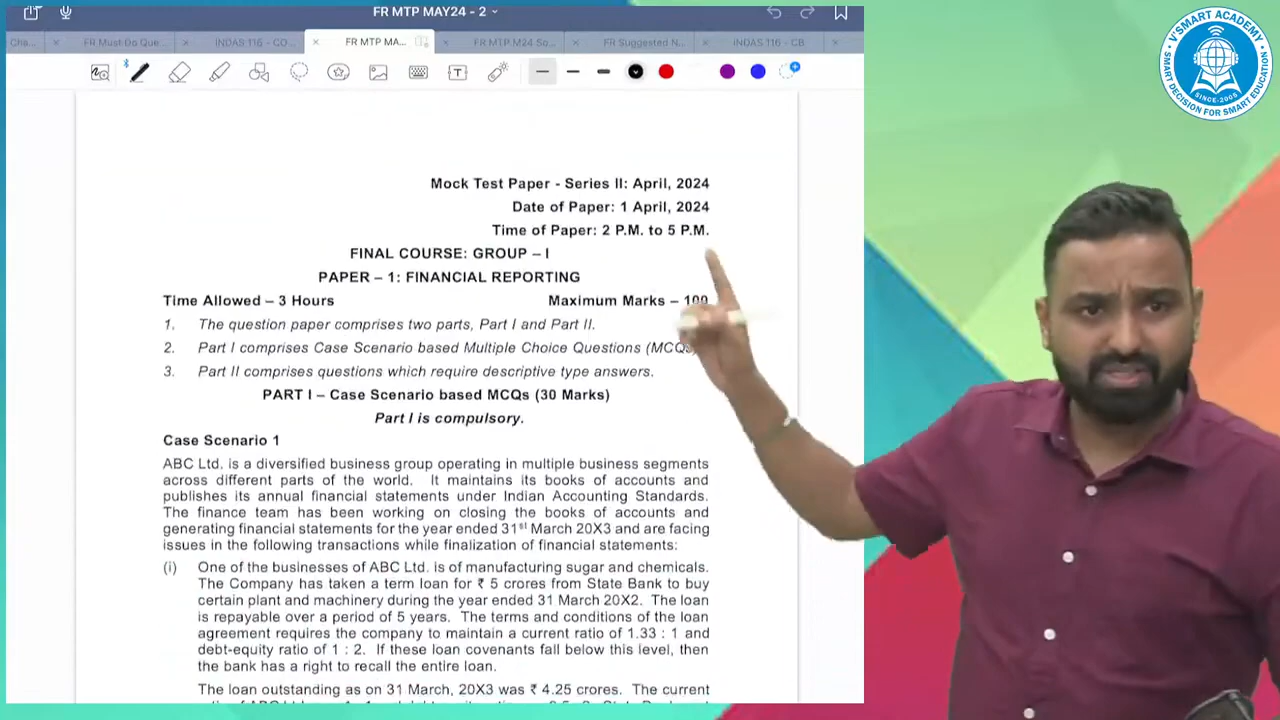 FR MTP MAY24 - 2
Cha...
FR Must Do Que...
INDAS 116 - CO...
FR MTP MA...
FR MTP M24 So...
FR Suggested N...
INDAS 116 - CB
V'SMART ACADEMY
SINCE-2005
SMART DECISION FOR SMART EDUCATION
Mock Test Paper - Series II: April, 2024
Date of Paper: 1 April, 2024
Time of Paper: 2 P.M. to 5 P.M.
FINAL COURSE: GROUP – I
PAPER – 1: FINANCIAL REPORTING
Time Allowed – 3 Hours Maximum Marks – 100
1. The question paper comprises two parts, Part I and Part II.
2. Part I comprises Case Scenario based Multiple Choice Questions (MCQs)
3. Part II comprises questions which require descriptive type answers.
PART I – Case Scenario based MCQs (30 Marks)
Part I is compulsory.
Case Scenario 1
ABC Ltd. is a diversified business group operating in multiple business segments
across different parts of the world. It maintains its books of accounts and
publishes its annual financial statements under Indian Accounting Standards.
The finance team has been working on closing the books of accounts and
generating financial statements for the year ended 31st March 20X3 and are facing
issues in the following transactions while finalization of financial statements:
(i) One of the businesses of ABC Ltd. is of manufacturing sugar and chemicals.
The Company has taken a term loan for ₹ 5 crores from State Bank to buy
certain plant and machinery during the year ended 31 March 20X2. The loan
is repayable over a period of 5 years. The terms and conditions of the loan
agreement requires the company to maintain a current ratio of 1.33 : 1 and
debt-equity ratio of 1 : 2. If these loan covenants fall below this level, then
the bank has a right to recall the entire loan.
The loan outstanding as on 31 March, 20X3 was ₹ 4.25 crores. The current